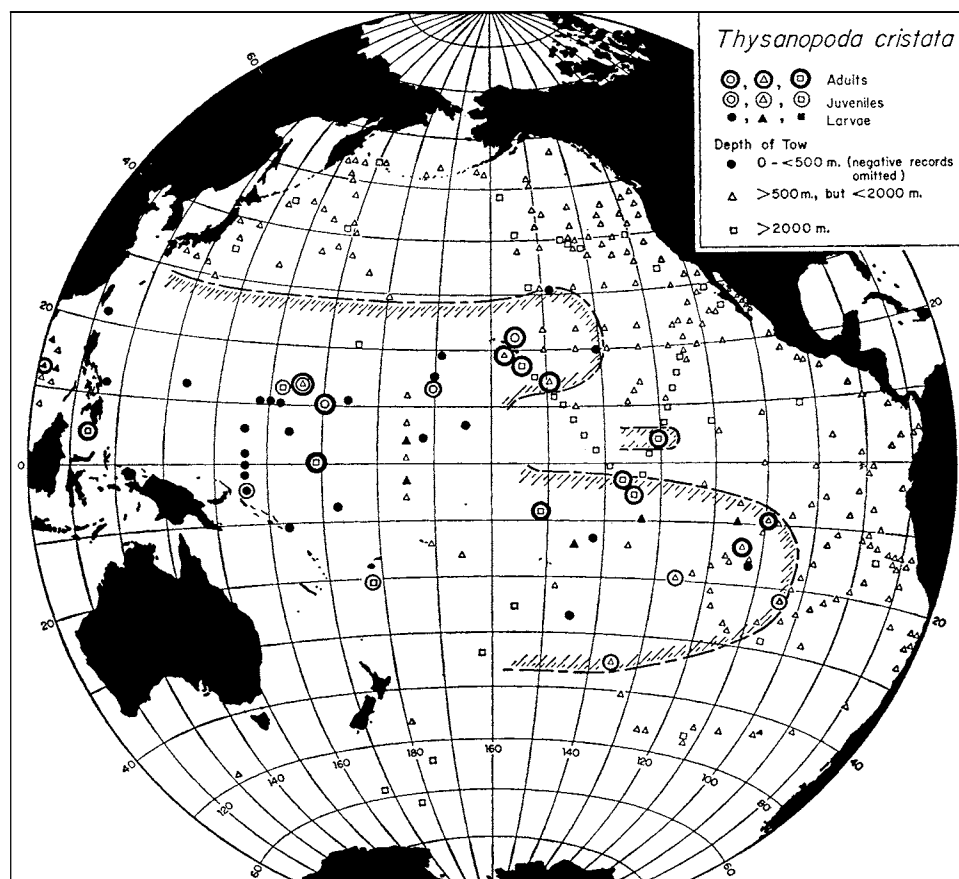 Thysanopoda cristata
Adults
Juveniles
Larvae
Depth of Tow
0 - <500 m. (negative records
omitted)
>500 m., but <2000 m.
>2000 m.
60
40
20
0
20
40
60
120
140
160
180
160
140
120
100
80
60
40
20
20